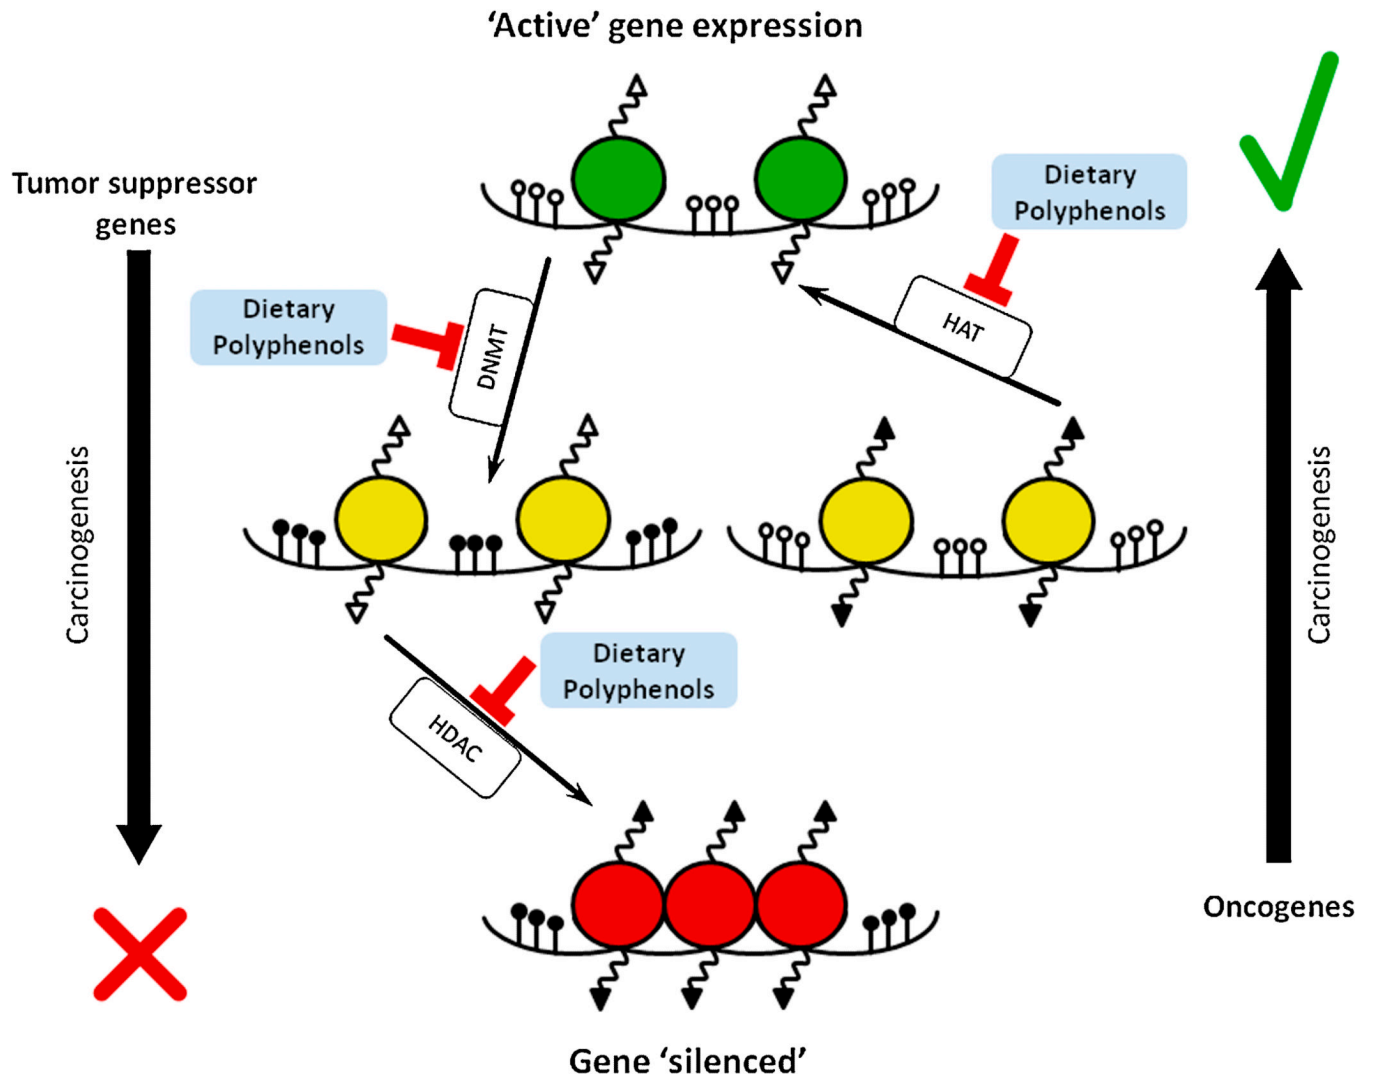 ‘Active’ gene expression
Tumor suppressor
genes
Dietary
Polyphenols
Dietary
Polyphenols
DNMT
HAT
Carcinogenesis
Carcinogenesis
Dietary
Polyphenols
HDAC
Oncogenes
Gene ‘silenced’